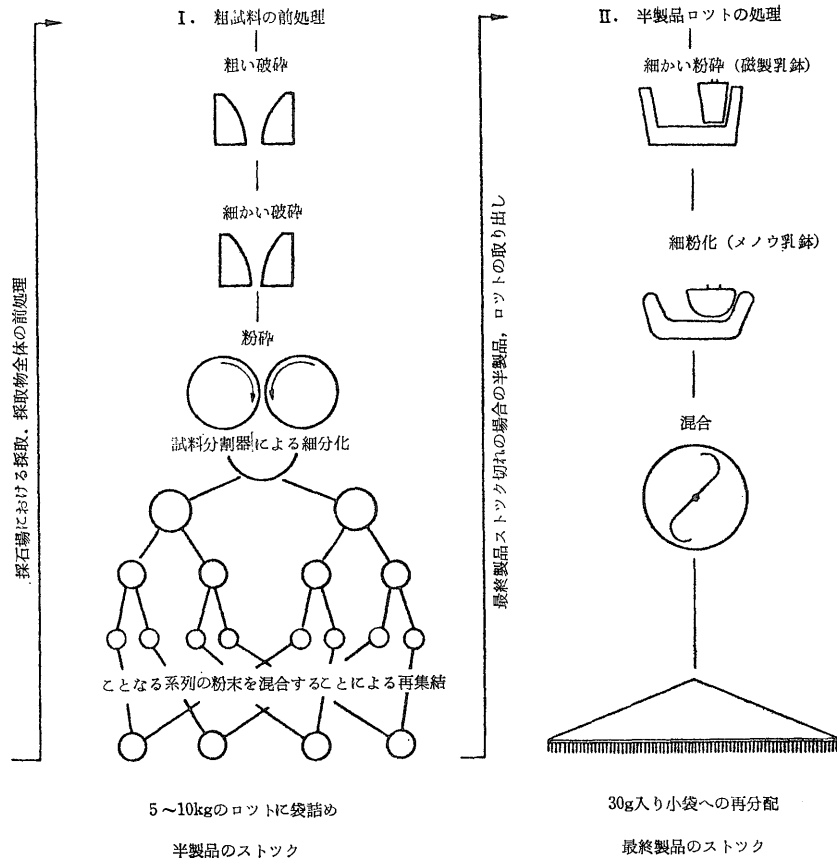 I. 粗試料の前処理
粗い破砕
細かい破砕
粉砕
試料分割器による細分化
ことなる系列の粉末を混合することによる再集結
5～10kgのロットに袋詰め
半製品のストツク
採石場における採取、採取物全体の前処理
II. 半製品ロツトの処理
細かい粉砕（磁製乳鉢）
細粉化（メノウ乳鉢）
混合
30g入り小袋への再分配
最終製品のストツク
最終製品ストツク切れの場合の半製品，ロツトの取り出し